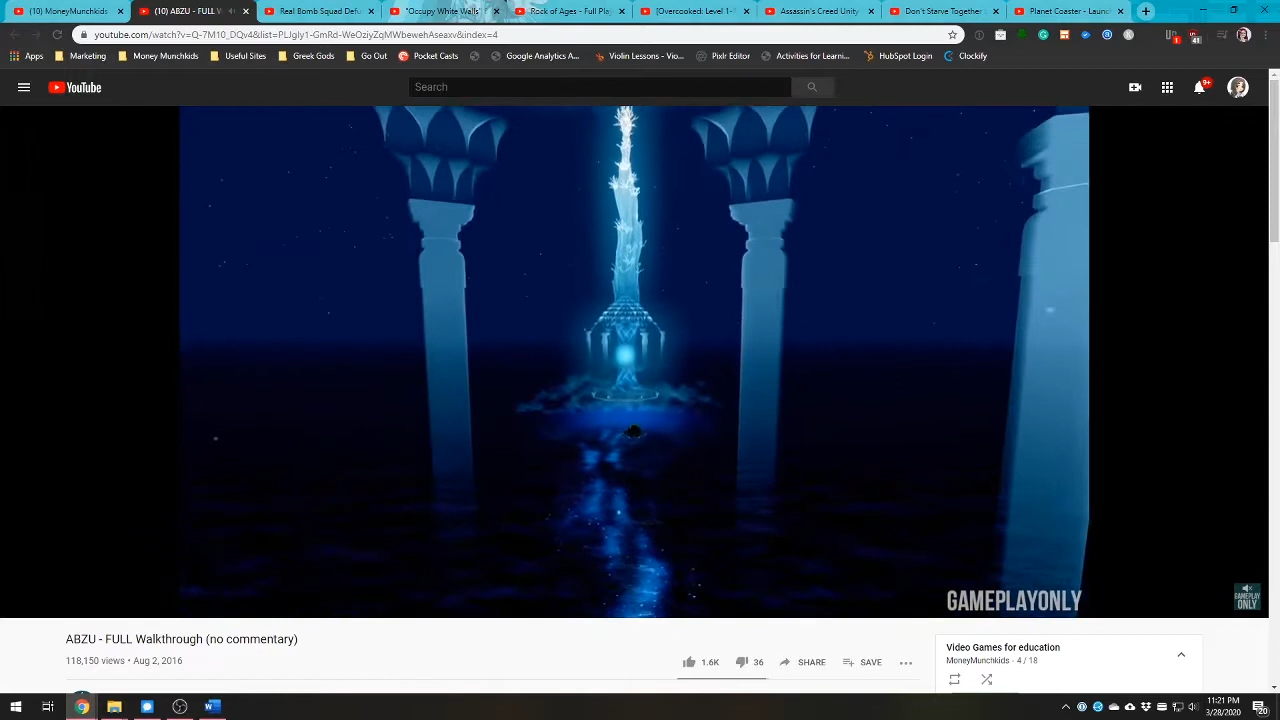 (10) MoneyMunchkids
(10) ABZU - FULL W
Real Bomb Squad Defu
"Occupy White Walls"
Rock of Ages - Full Play
[Overcooked: Level 1-
Assassin's Creed Unity
Don't Starve Together
Planet Coaster - Launch
youtube.com/watch?v=Q-7M10_DQv4&list=PLJgIy1-GmRd-WeOziyZqMWbewehAseaxv&index=4
Apps
Marketing
Money Munchkids
Useful Stuff
Greek Gods
Go Out
Pocket Casts
Google Analytics A...
Violin Lessons - Vio...
Pixlr Editor
Activities for Learni...
HubSpot Login
Clockify
YouTube
Search
9+
GAMEPLAYONLY
GAMEPLAY
ONLY
ABZU - FULL Walkthrough (no commentary)
118,150 views • Aug 2, 2016
1.6K
36
SHARE
SAVE
Video Games for education
MoneyMunchkids - 4 / 18
11:21 PM
3/28/2020
20